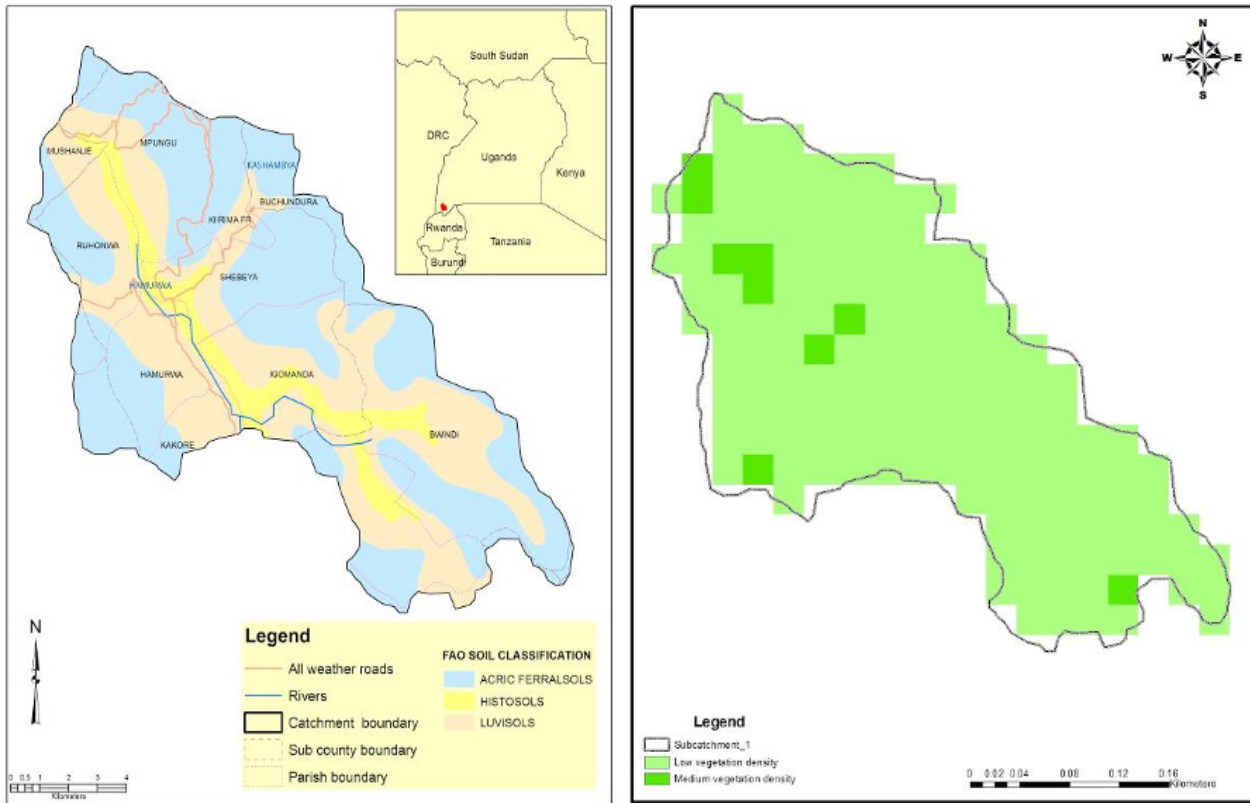 South Sudan
DRC
Uganda
Kenya
Rwanda
Tanzania
Burundi
MUSHANJE
MPUNGU
KASHAMBYA
BUCHUNDURA
KIIRIMA FR.
RUHONWA
SHEBEYA
HAMURWA
IGOMANDA
HAMURWA
BWINDI
KAKORE
N
Legend
All weather roads
Rivers
Catchment boundary
Sub county boundary
Parish boundary
FAO SOIL CLASSIFICATION
ACRIC FERRALSOLS
HISTOSOLS
LUVISOLS
0 0.5 1 2 3 4
Kilometers
N
W E
S
Legend
Subcatchment_1
Low vegetation density
Medium vegetation density
0 0.02 0.04 0.08 0.12 0.16
Kilometers